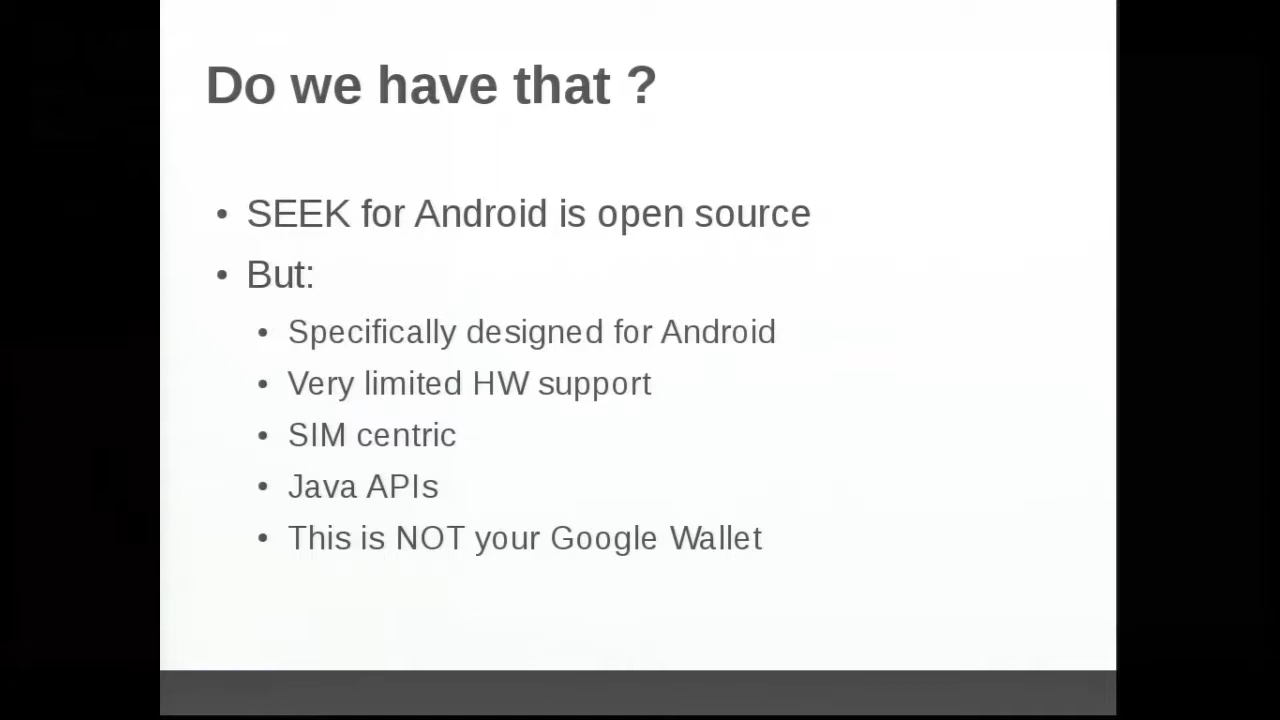 Do we have that ?
• SEEK for Android is open source
• But:
• Specifically designed for Android
• Very limited HW support
• SIM centric
• Java APIs
• This is NOT your Google Wallet